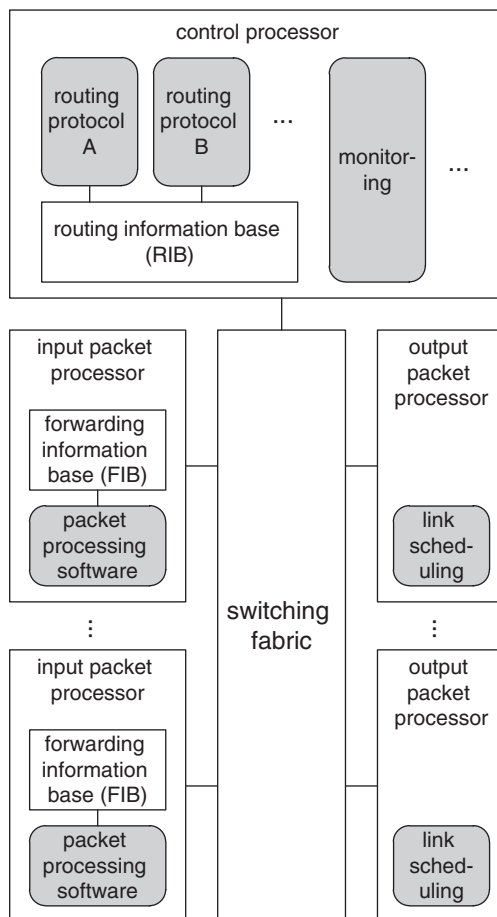 control processor
routing
protocol
A
routing
protocol
B
...
monitor-
ing
...
routing information base
(RIB)
input packet
processor
forwarding
information
base (FIB)
packet
processing
software
...
input packet
processor
forwarding
information
base (FIB)
packet
processing
software
switching
fabric
output
packet
processor
link
sched-
uling
...
output
packet
processor
link
sched-
uling